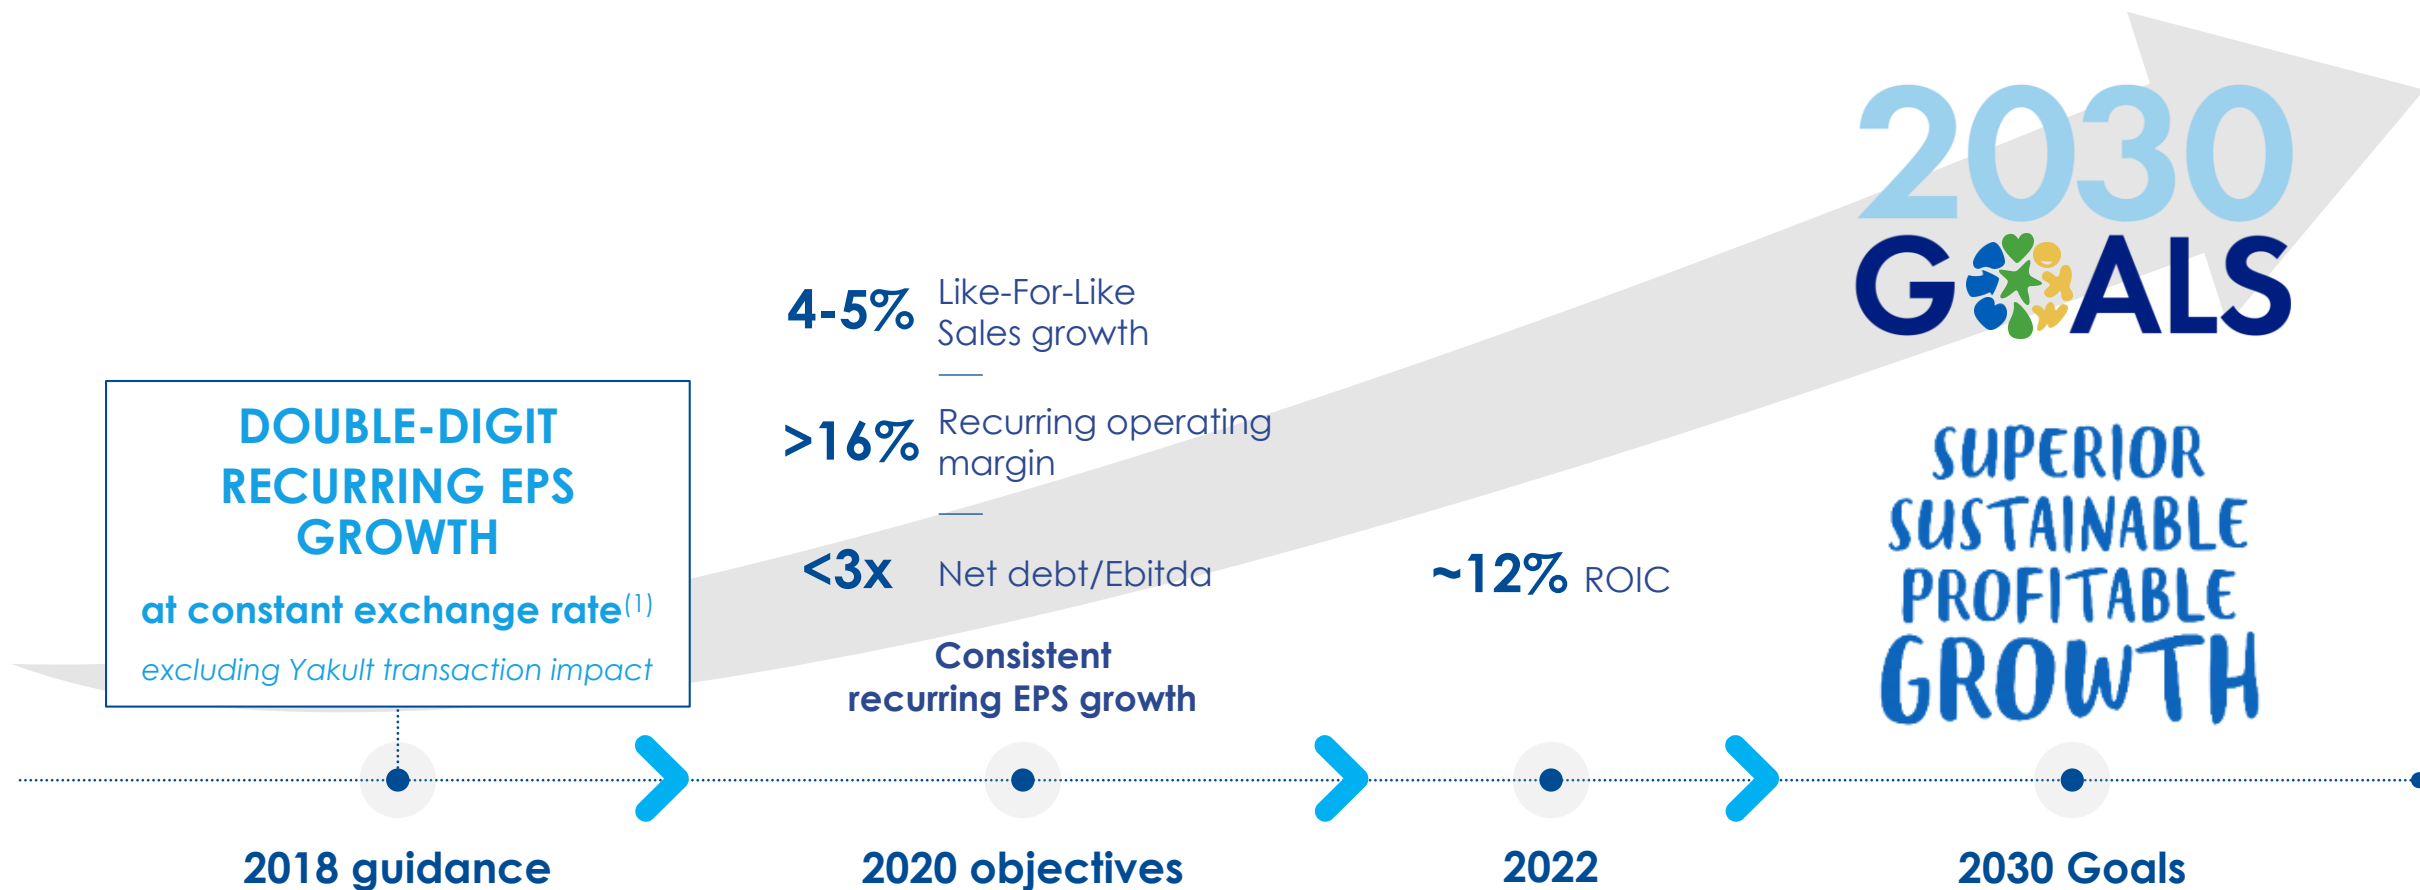 2030
GOALS
4-5% Like-For-Like
Sales growth
>16% Recurring operating
margin
<3x Net debt/Ebitda
Consistent
recurring EPS growth
DOUBLE-DIGIT
RECURRING EPS
GROWTH
at constant exchange rate(1)
excluding Yakult transaction impact
~12% ROIC
SUPERIOR
SUSTAINABLE
PROFITABLE
GROWTH
2018 guidance
2020 objectives
2022
2030 Goals